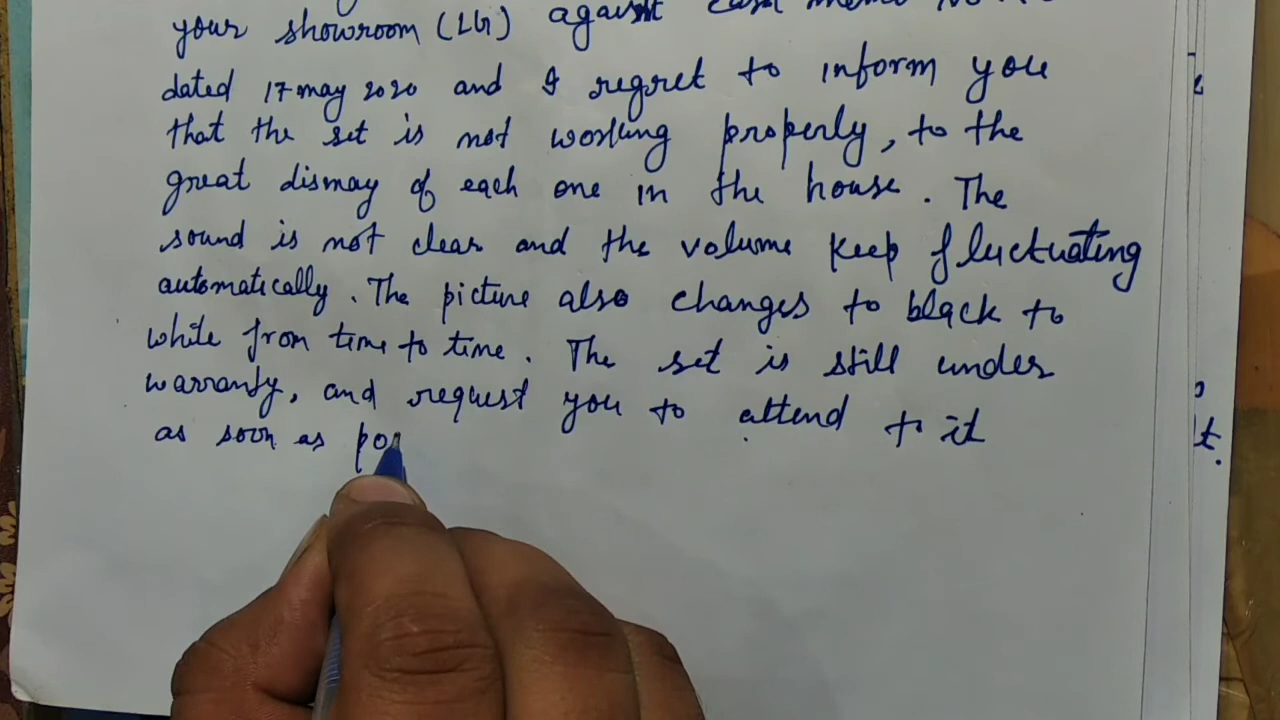 your showroom (LG) against cash memo No
dated 17 may 2020 and I regret to inform you
that the set is not working properly, to the
great dismay of each one in the house. The
sound is not clear and the volume keep fluctuating
automatically. The picture also changes to black to
white from time to time. The set is still under
warranty, and request you to attend to it
as soon as po
t.